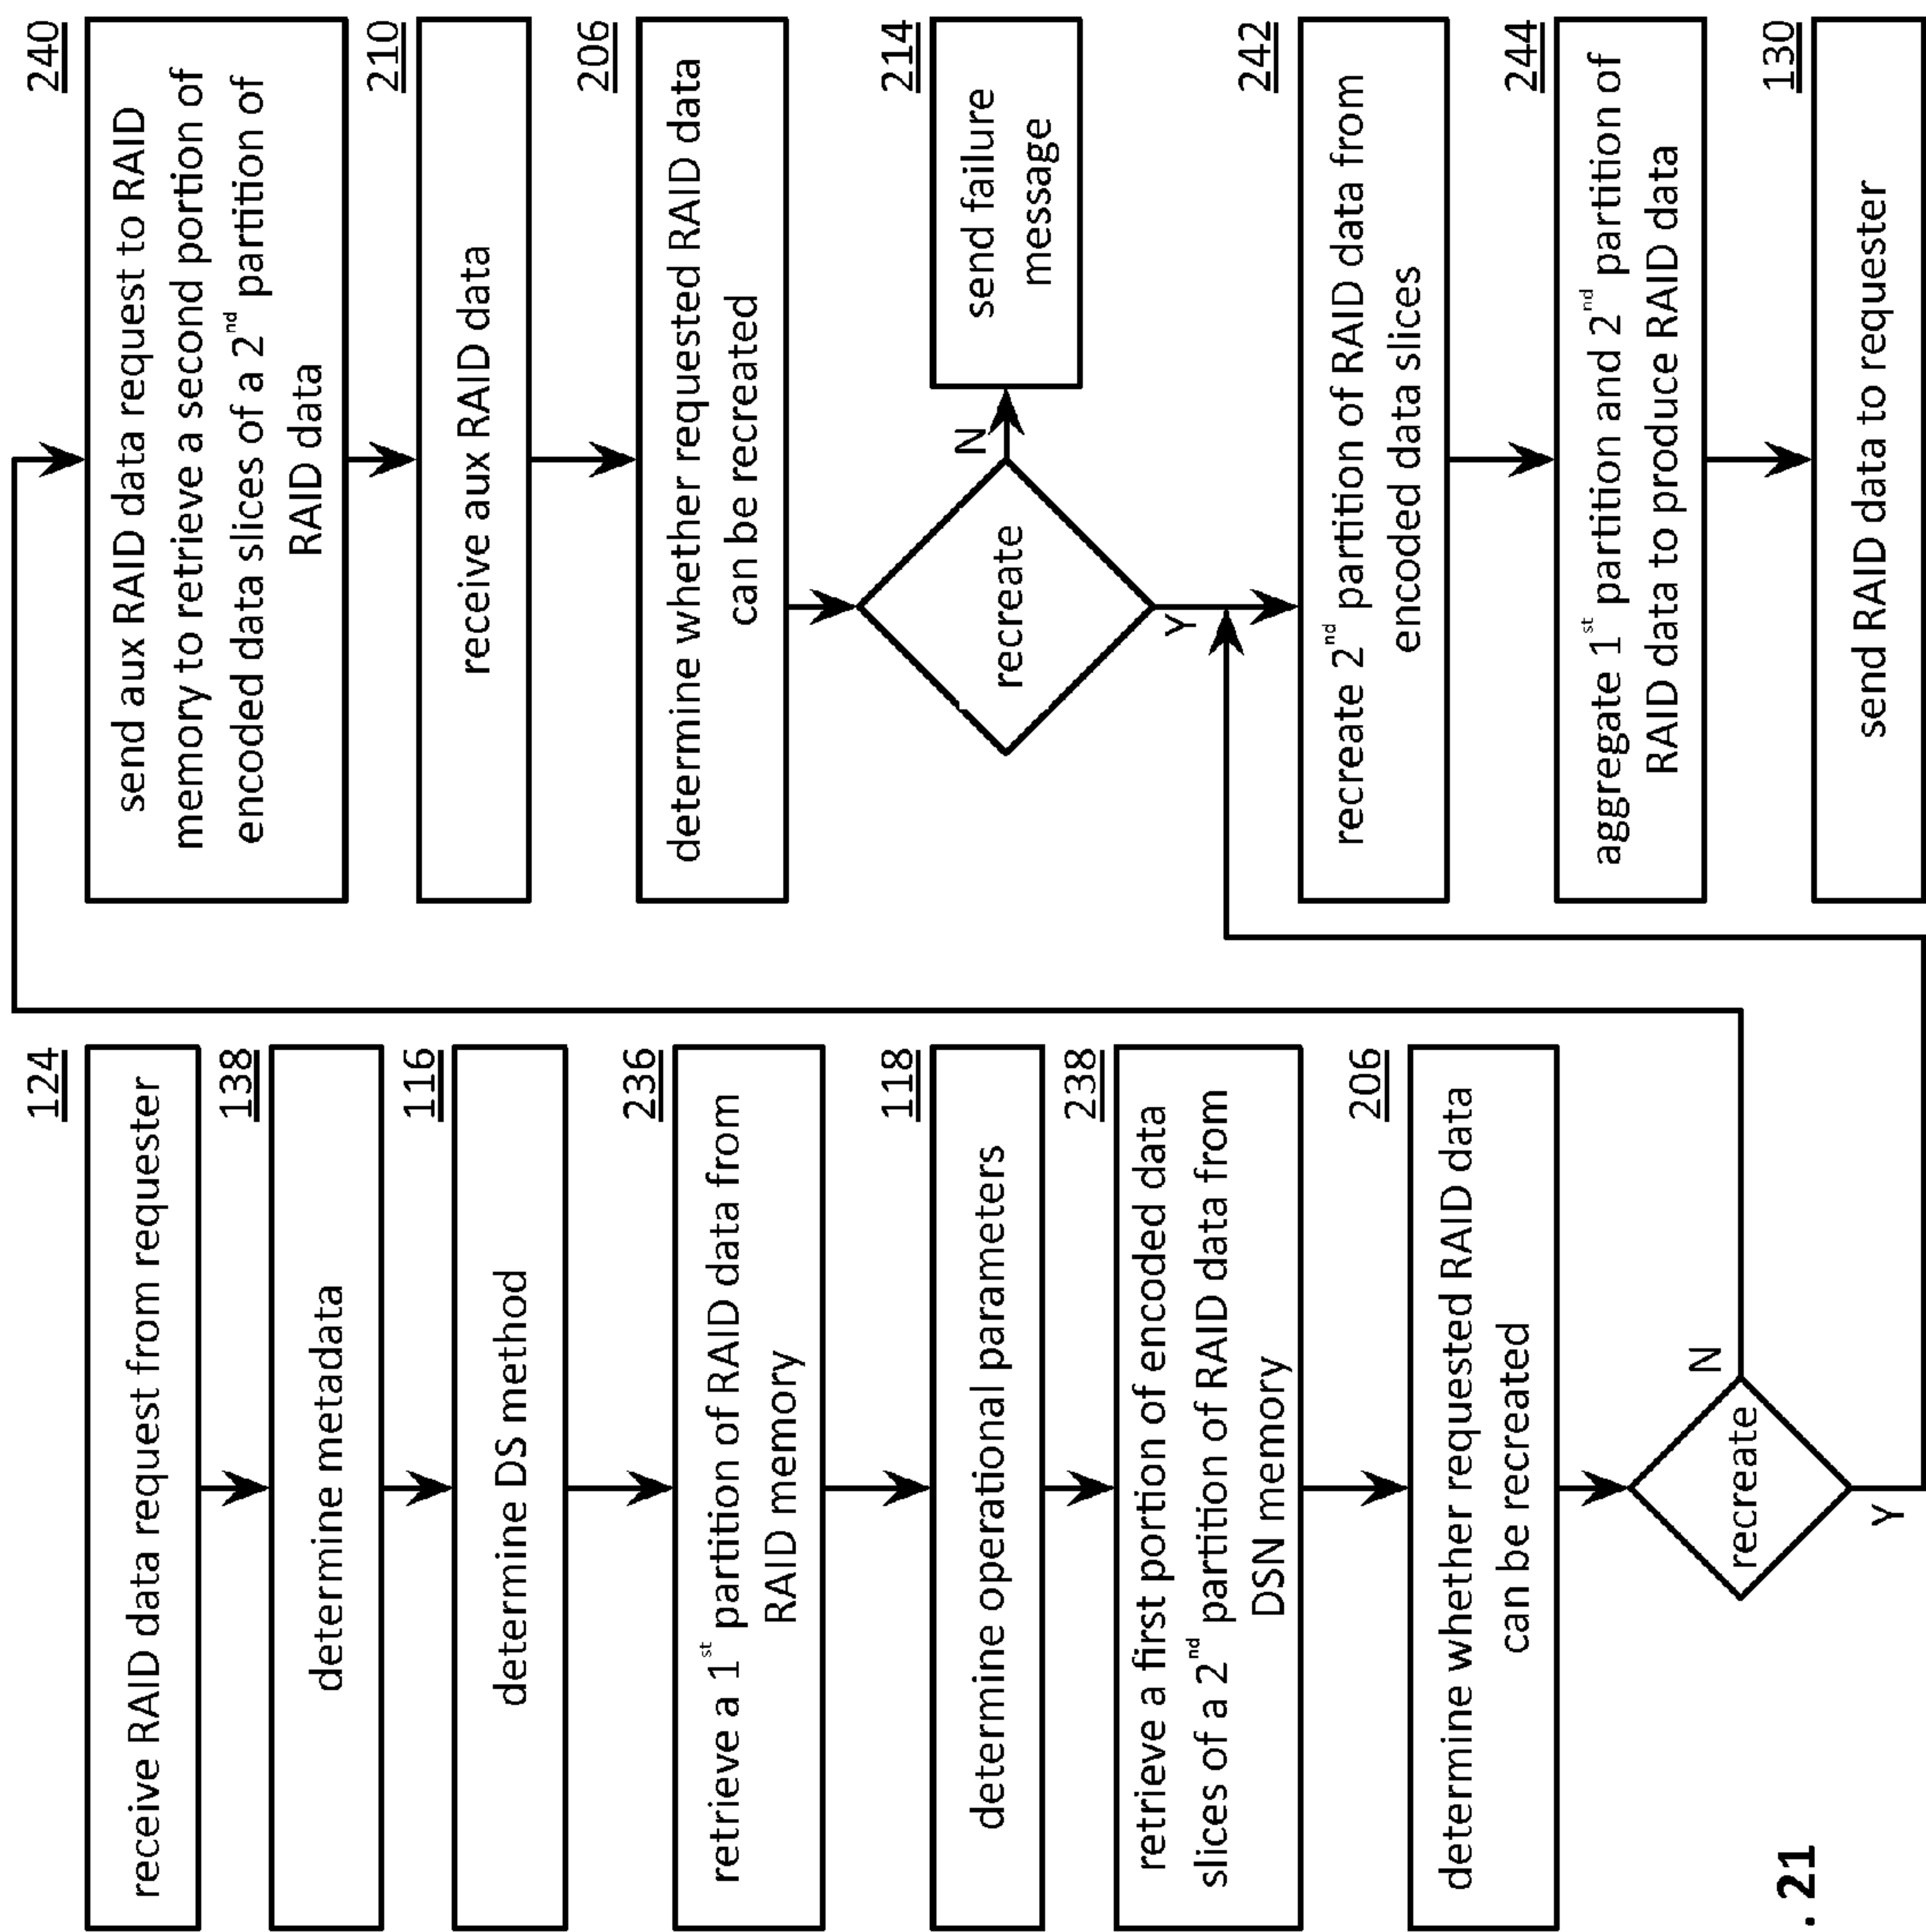 124
receive RAID data request from requester
138
determine metadata
116
determine DS method
236
retrieve a 1st partition of RAID data from
RAID memory
118
determine operational parameters
238
retrieve a first portion of encoded data
slices of a 2nd partition of RAID data from
DSN memory
206
determine whether requested RAID data
can be recreated
recreate
N
Y
240
send aux RAID data request to RAID
memory to retrieve a second portion of
encoded data slices of a 2nd partition of
RAID data
210
receive aux RAID data
206
determine whether requested RAID data
can be recreated
recreate
N
Y
214
send failure
message
242
recreate 2nd partition of RAID data from
encoded data slices
244
aggregate 1st partition and 2nd partition of
RAID data to produce RAID data
130
send RAID data to requester
. 21